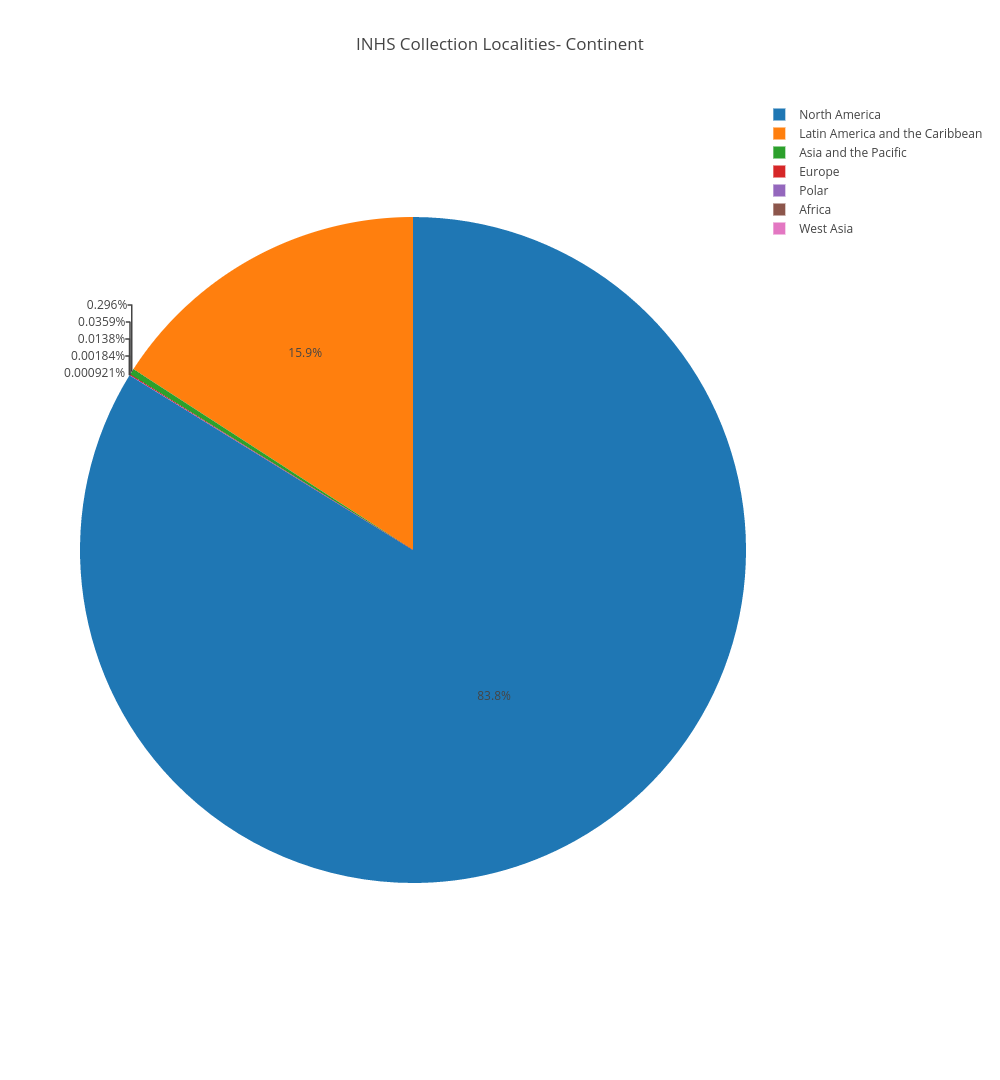 INHS Collection Localities- Continent
North America
Latin America and the Caribbean
Asia and the Pacific
Europe
Polar
Africa
West Asia
0.296%
0.0359%
0.0138%
0.00184%
0.000921%
15.9%
83.8%